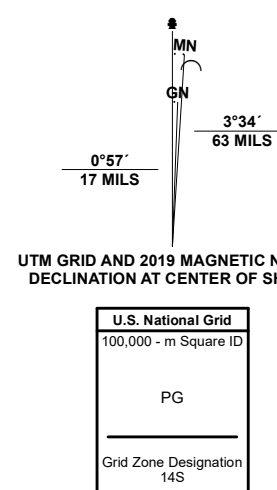 MN
GN
3°34´
63 MILS
0°57´
17 MILS
UTM GRID AND 2019 MAGNETIC N
DECLINATION AT CENTER OF SH
U.S. National Grid
100,000 - m Square ID
PG
Grid Zone Designation
14S